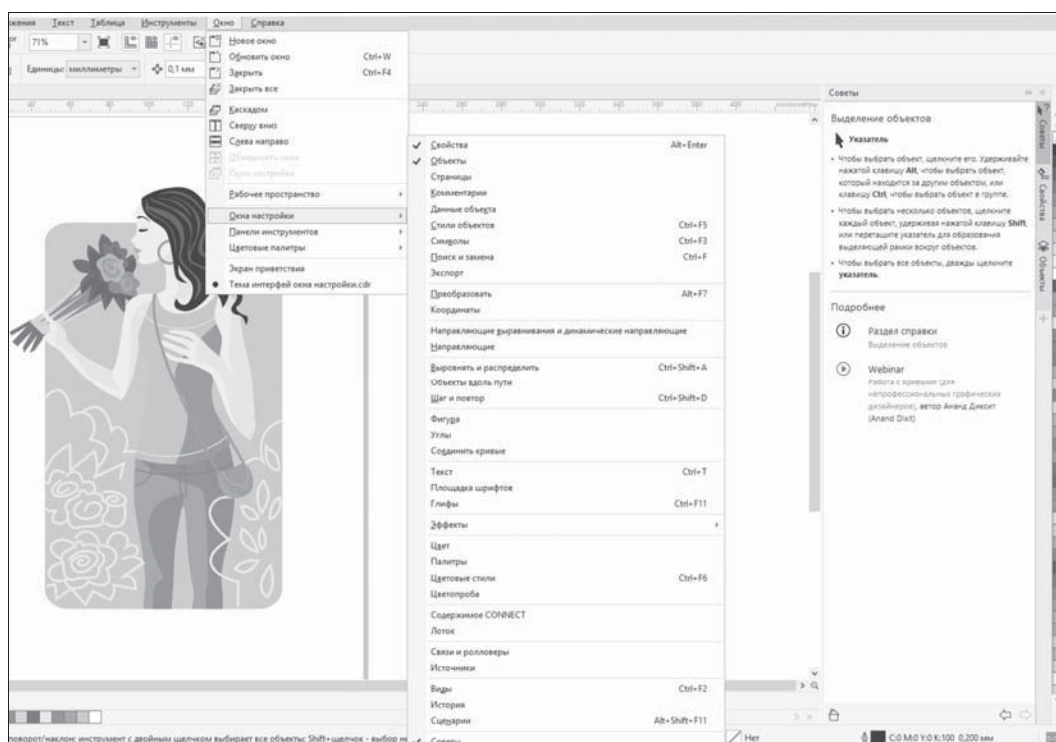 Текст Таблица Инструменты Окно Справка
71%
Единицы: миллиметры 0,1 мм
Новое окно
Обновить окно Ctrl+W
Закрыть Ctrl+F4
Закрыть все
Каскадом
Сверху вниз
Слева направо
Рабочее пространство
Окна настройки
Панели инструментов
Цветовые палитры
Экран приветствия
Тема интерфей окна настройки.cdr
Свойства Alt+Enter
Объекты
Страницы
Комментарии
Данные объекта
Стили объектов Ctrl+F5
Символы Ctrl+F3
Поиск и замена Ctrl+F
Экспорт
Преобразовать Alt+F7
Координаты
Направляющие выравнивания и динамические направляющие
Направляющие
Выровнять и распределить Ctrl+Shift+A
Объекты вдоль пути
Шаг и повтор Ctrl+Shift+D
Фигура
Углы
Соединить кривые
Текст Ctrl+T
Площадка шрифтов
Глифы Ctrl+F11
Эффекты
Цвет
Палитры
Цветовые стили Ctrl+F6
Цветопроба
Содержимое CONNECT
Лоток
Связи и ролловеры
Источники
Виды Ctrl+F2
История
Сценарии Alt+Shift+F11
Советы
Советы
Выделение объектов
Указатель
• Чтобы выбрать объект, щелкните его. Удерживайте
нажатой клавишу Alt, чтобы выбрать объект,
который находится за другим объектом, или
клавишу Ctrl, чтобы выбрать объект в группе.
• Чтобы выбрать несколько объектов, щелкните
каждый объект, удерживая нажатой клавишу Shift,
или перетащите указатель для образования
выделяющей рамки вокруг объектов.
• Чтобы выбрать все объекты, дважды щелкните
указатель.
Подробнее
Раздел справки
Выделение объектов
Webinar
Работа с кривыми (для
непрофессиональных графических
дизайнеров), автор Ананд Диксит
(Anand Dixit)
Советы
Свойства
Объекты
поворот/наклон; инструмент с двойным щелчком выбирает все объекты; Shift+щелчок - выбор
Нет
C:0 M:0 Y:0 K:100 0,200 мм